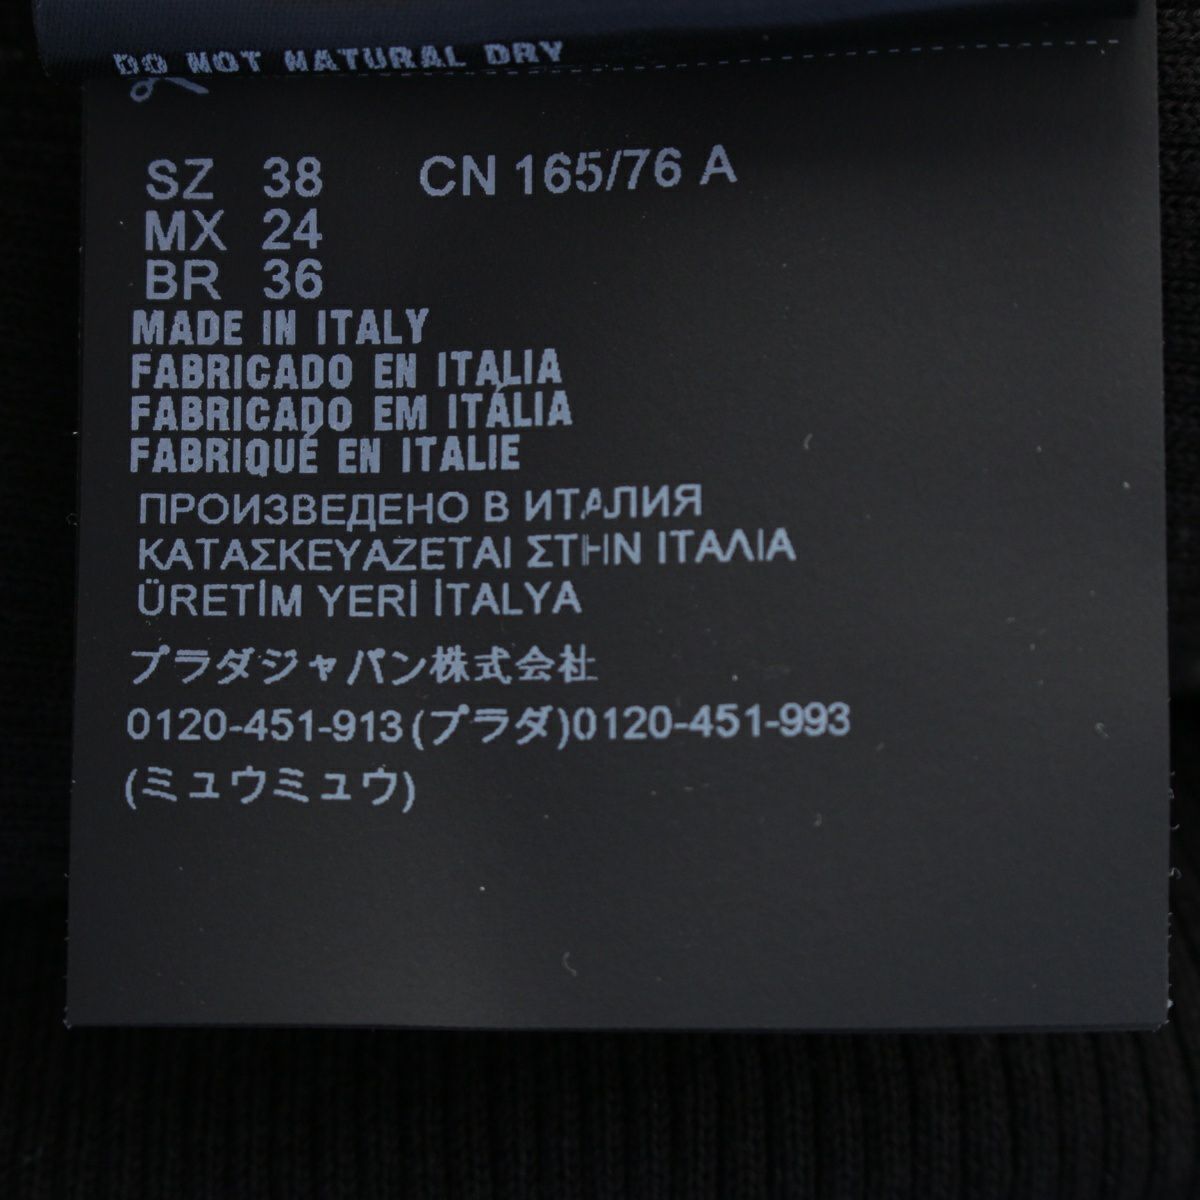 DO NOT NATURAL DRY
SZ 38 CN 165/76 A
MX 24
BR 36
MADE IN ITALY
FABRICADO EN ITALIA
FABRICADO EM ITÁLIA
FABRIQUÉ EN ITALIE
ПРОИЗВЕДЕНО В ИТАЛИЯ
ΚΑΤΑΣΚΕΥΑΖΕΤΑΙ ΣΤΗΝ ΙΤΑΛΙΑ
ÜRETİM YERİ İTALYA
プラダジャパン株式会社
0120-451-913(プラダ)0120-451-993
(ミュウミュウ)